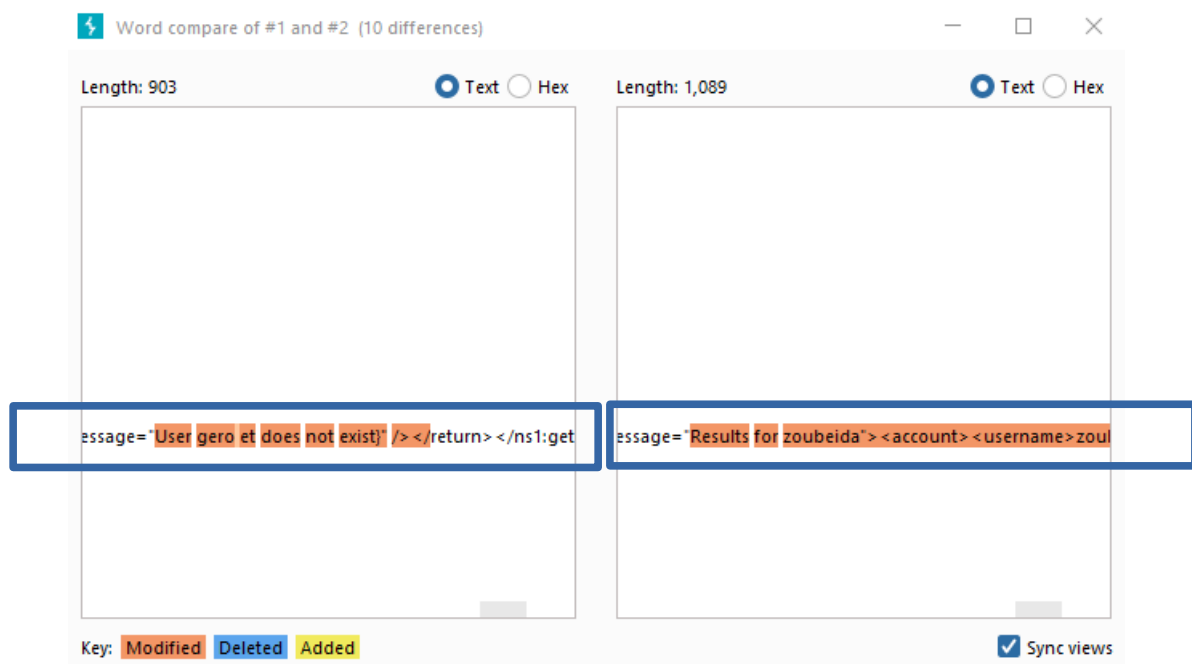 Word compare of #1 and #2 (10 differences)
Length: 903 Text Hex Length: 1,089 Text Hex
essage="User gero et does not exist}" /></return></ns1:get essage="Results for zoubeida"><account><username>zoul
Key: Modified Deleted Added Sync views